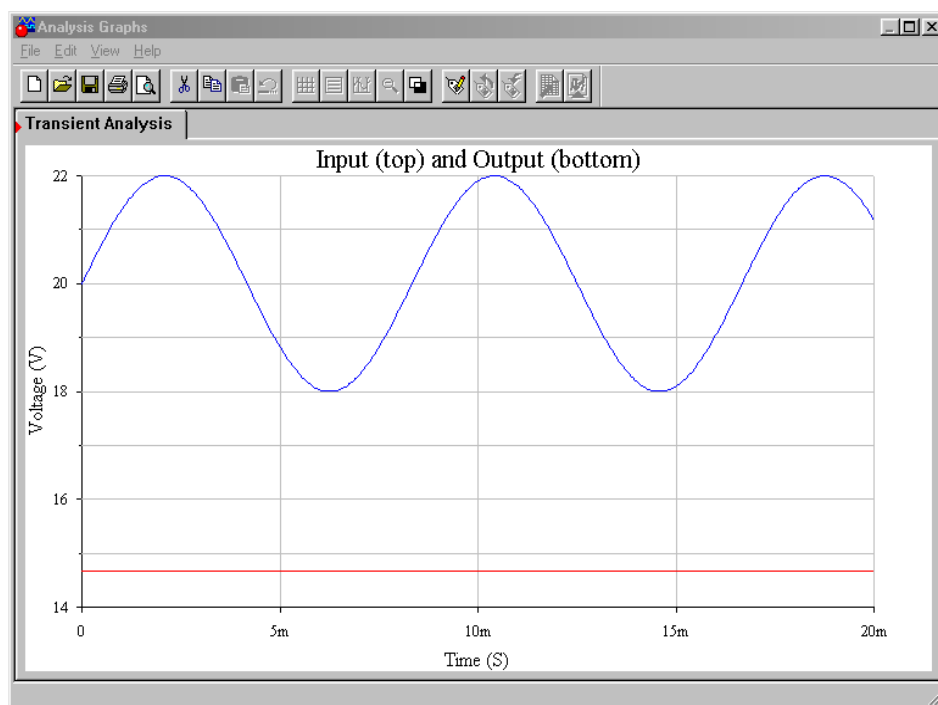 Analysis Graphs
File Edit View Help
Transient Analysis
Input (top) and Output (bottom)
22
20
18
16
14
Voltage (V)
0 5m 10m 15m 20m
Time (S)